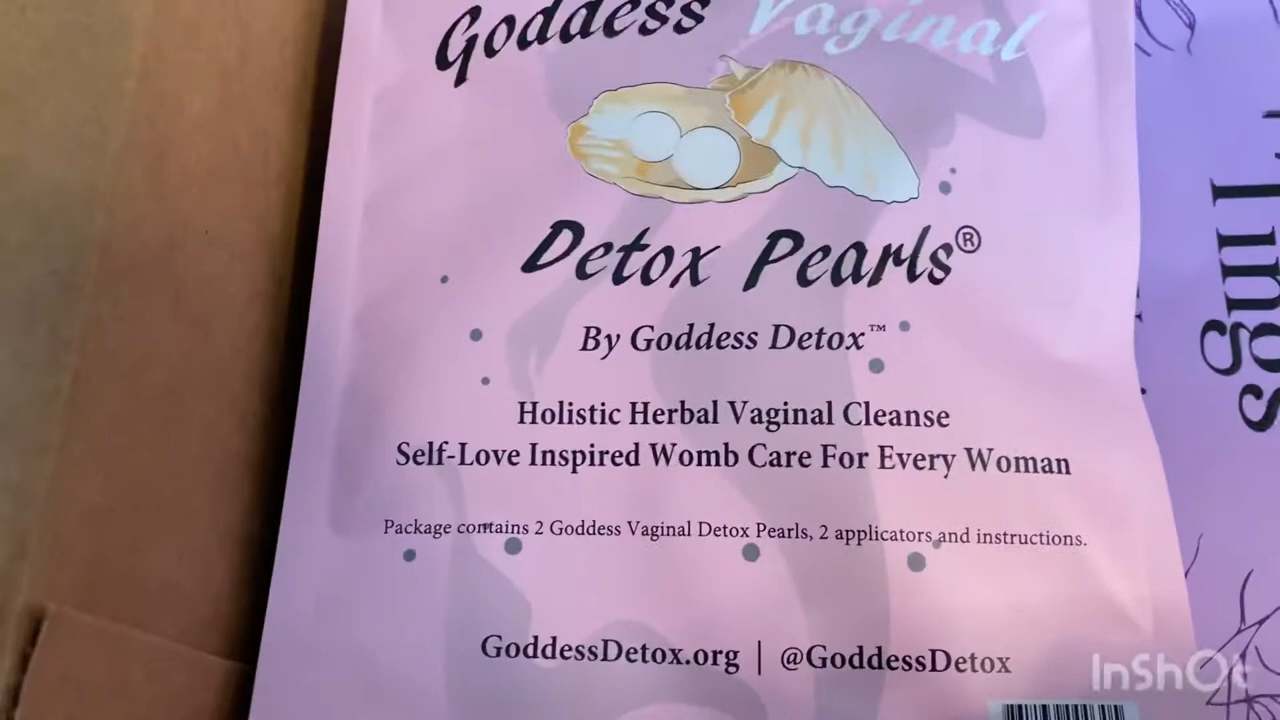 Goddess Vaginal
Detox Pearls®
By Goddess Detox™
Holistic Herbal Vaginal Cleanse
Self-Love Inspired Womb Care For Every Woman
Package contains 2 Goddess Vaginal Detox Pearls, 2 applicators and instructions.
GoddessDetox.org | @GoddessDetox
InShOt